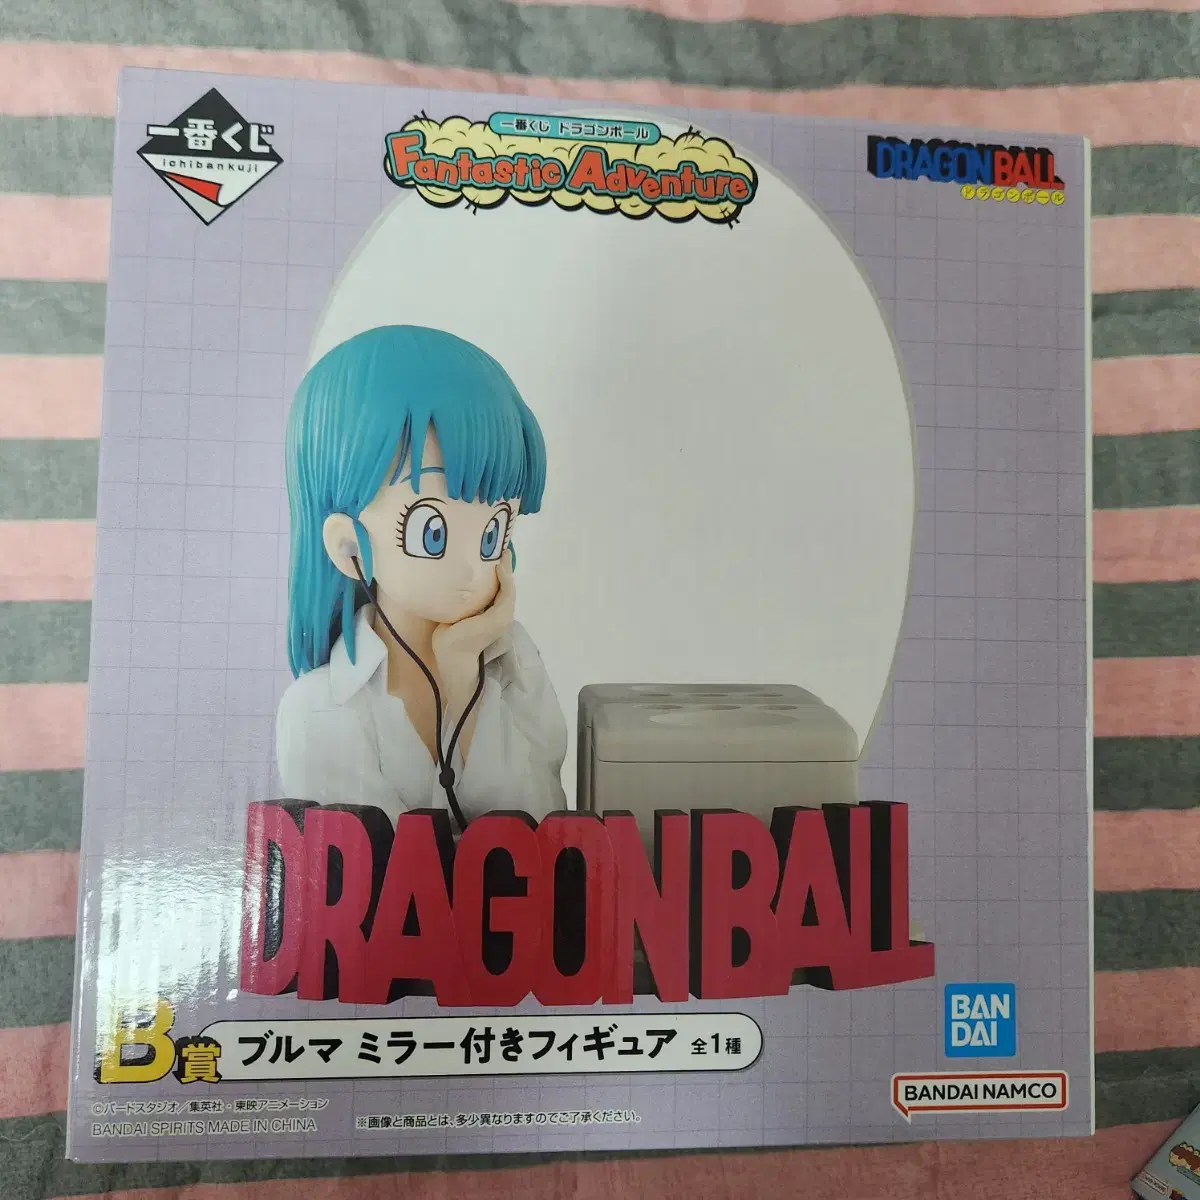 一番くじ
ichibankuji
一番くじ ドラゴンボール
Fantastic Adventure
DRAGONBALL
ドラゴンボール
DRAGONBALL
B賞
ブルマ ミラー付きフィギュア 全1種
BAN
DAI
BANDAI NAMCO
©バードスタジオ/集英社・東映アニメーション
BANDAI SPIRITS MADE IN CHINA
※画像と商品とは、多少異なりますのでご了承ください。